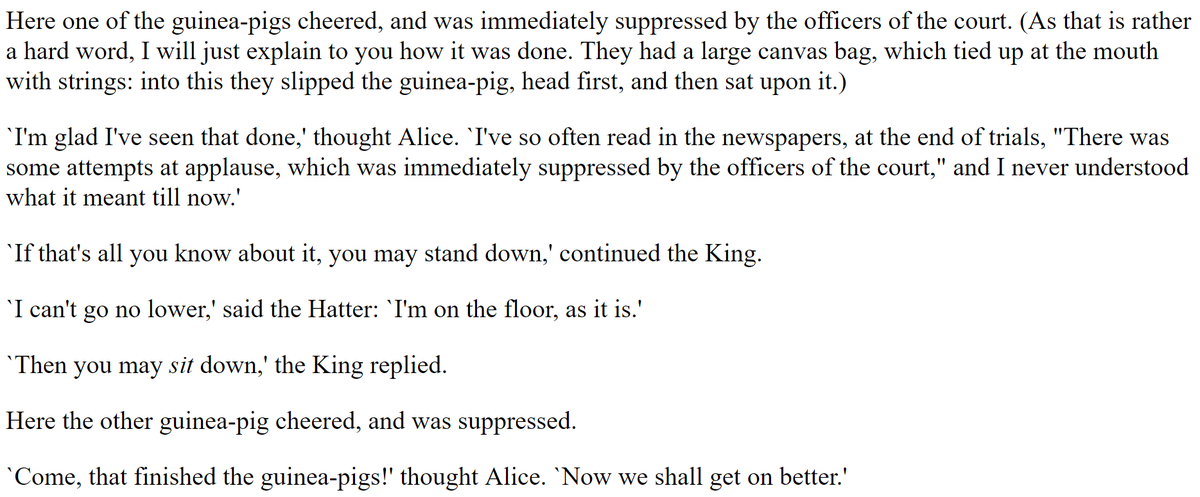 Here one of the guinea-pigs cheered, and was immediately suppressed by the officers of the court. (As that is rather
a hard word, I will just explain to you how it was done. They had a large canvas bag, which tied up at the mouth
with strings: into this they slipped the guinea-pig, head first, and then sat upon it.)
`I'm glad I've seen that done,' thought Alice. `I've so often read in the newspapers, at the end of trials, "There was
some attempts at applause, which was immediately suppressed by the officers of the court," and I never understood
what it meant till now.'
`If that's all you know about it, you may stand down,' continued the King.
`I can't go no lower,' said the Hatter: `I'm on the floor, as it is.'
`Then you may sit down,' the King replied.
Here the other guinea-pig cheered, and was suppressed.
`Come, that finished the guinea-pigs!' thought Alice. `Now we shall get on better.'